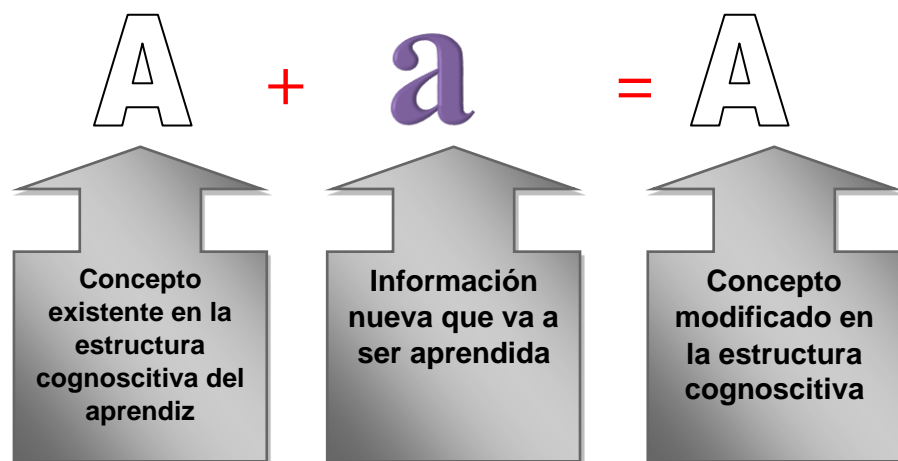 A + a = A
Concepto
existente en la
estructura
cognoscitiva del
aprendiz
Información
nueva que va a
ser aprendida
Concepto
modificado en
la estructura
cognoscitiva